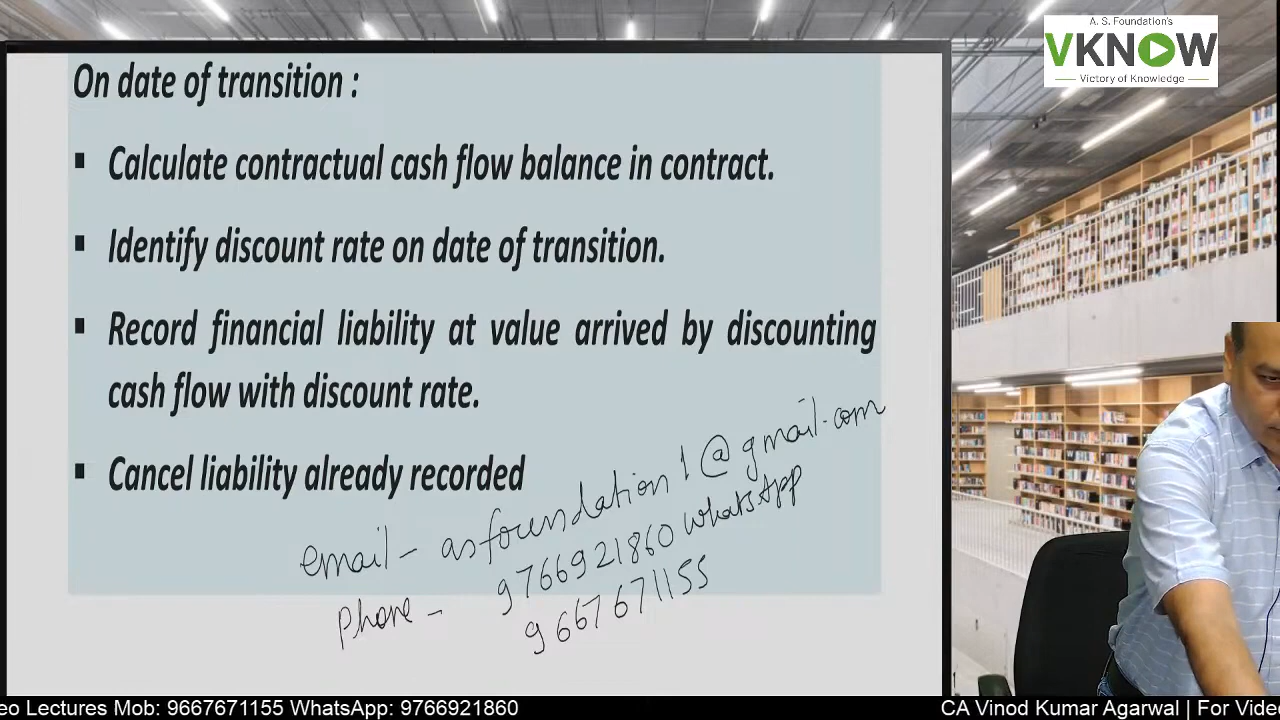 A. S. Foundation's
VKNOW
Victory of Knowledge
On date of transition :
▪ Calculate contractual cash flow balance in contract.
▪ Identify discount rate on date of transition.
▪ Record financial liability at value arrived by discounting
cash flow with discount rate.
▪ Cancel liability already recorded
email - asfoundation1@gmail.com
Phone - 9766921860 WhatsApp
9667671155
eo Lectures Mob: 9667671155 WhatsApp: 9766921860
CA Vinod Kumar Agarwal | For Vide